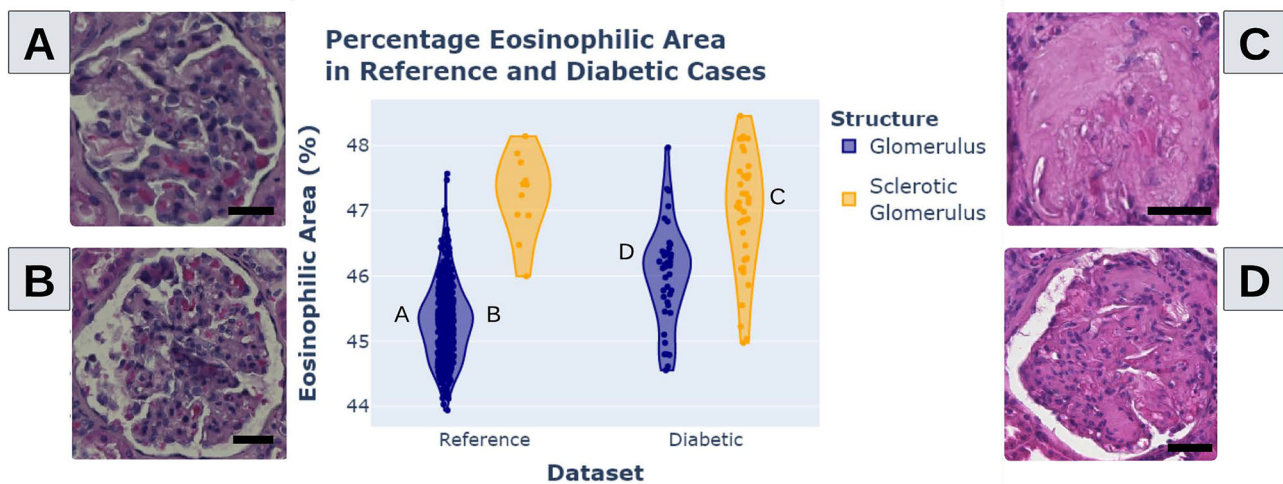 A
B
Percentage Eosinophilic Area
in Reference and Diabetic Cases
Eosinophilic Area (%)
48
47
46
45
44
A
B
D
C
Reference
Diabetic
Dataset
Structure
Glomerulus
Sclerotic
Glomerulus
C
D